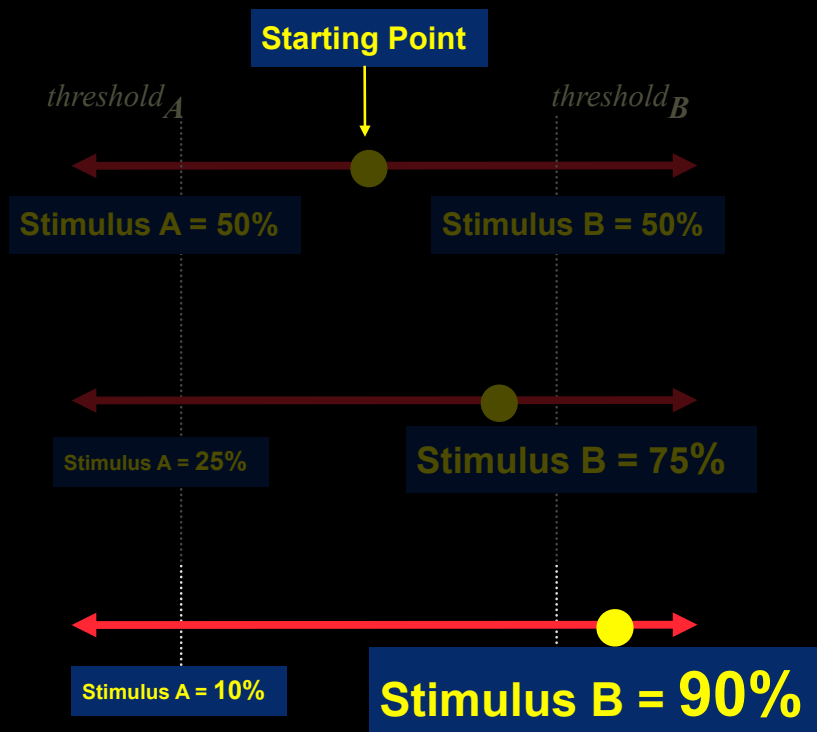 Starting Point
threshold A
threshold B
Stimulus A = 50%
Stimulus B = 50%
Stimulus A = 25%
Stimulus B = 75%
Stimulus A = 10%
Stimulus B = 90%